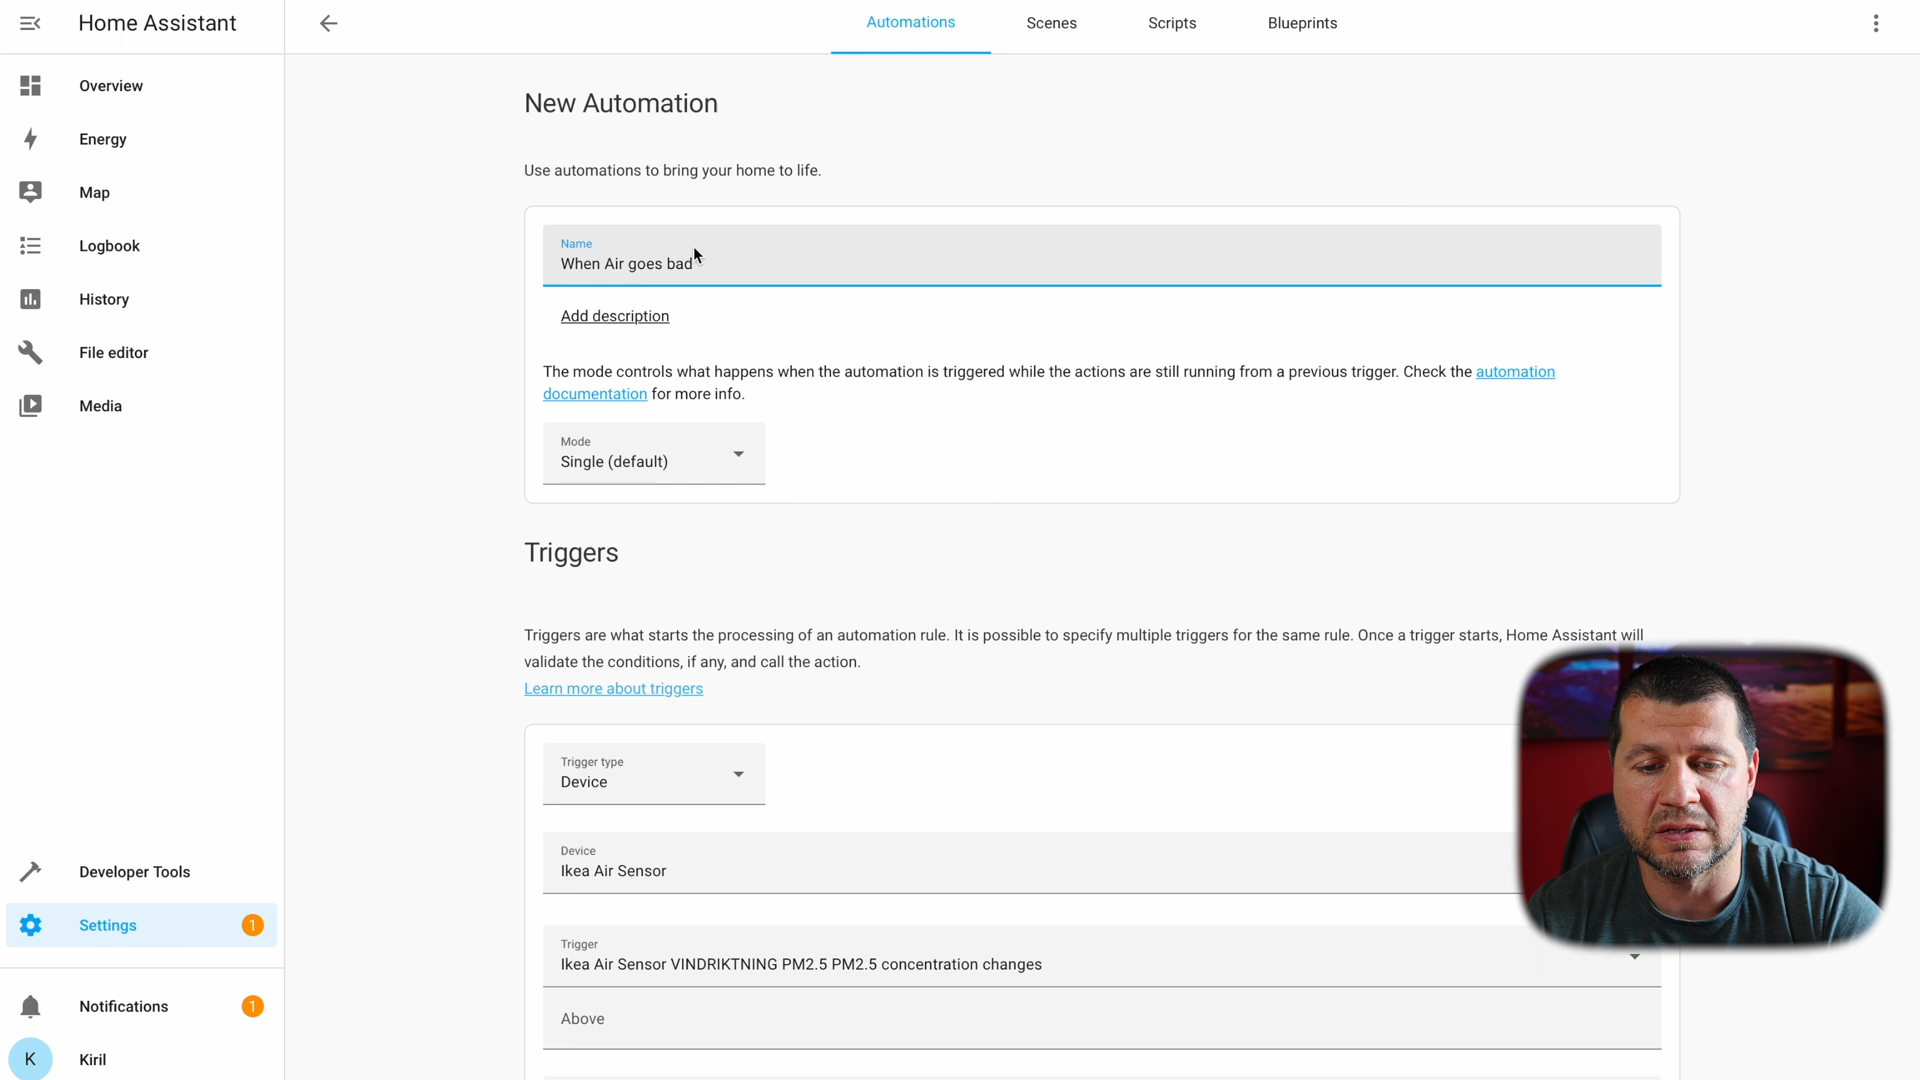 Home Assistant
Automations
Scenes
Scripts
Blueprints
Overview
Energy
Map
Logbook
History
File editor
Media
Developer Tools
Settings
1
Notifications
1
K
Kiril
New Automation
Use automations to bring your home to life.
Name
When Air goes bad
Add description
The mode controls what happens when the automation is triggered while the actions are still running from a previous trigger. Check the automation
documentation for more info.
Mode
Single (default)
Triggers
Triggers are what starts the processing of an automation rule. It is possible to specify multiple triggers for the same rule. Once a trigger starts, Home Assistant will
validate the conditions, if any, and call the action.
Learn more about triggers
Trigger type
Device
Device
Ikea Air Sensor
Trigger
Ikea Air Sensor VINDRIKTNING PM2.5 PM2.5 concentration changes
Above